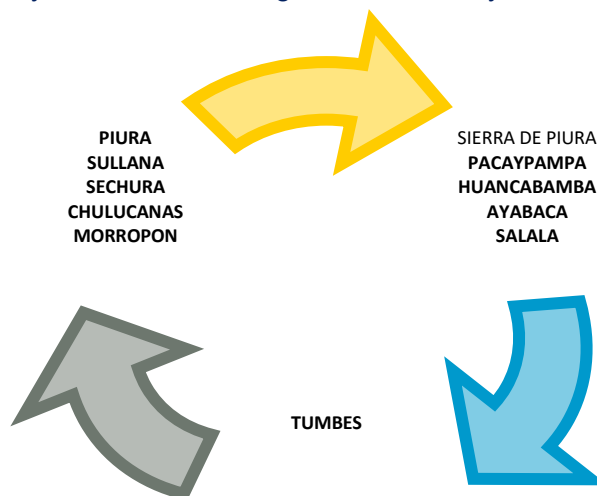 PIURA
SULLANA
SECHURA
CHULUCANAS
MORROPON
SIERRA DE PIURA
PACAYPAMPA
HUANCABAMBA
AYABACA
SALALA
TUMBES